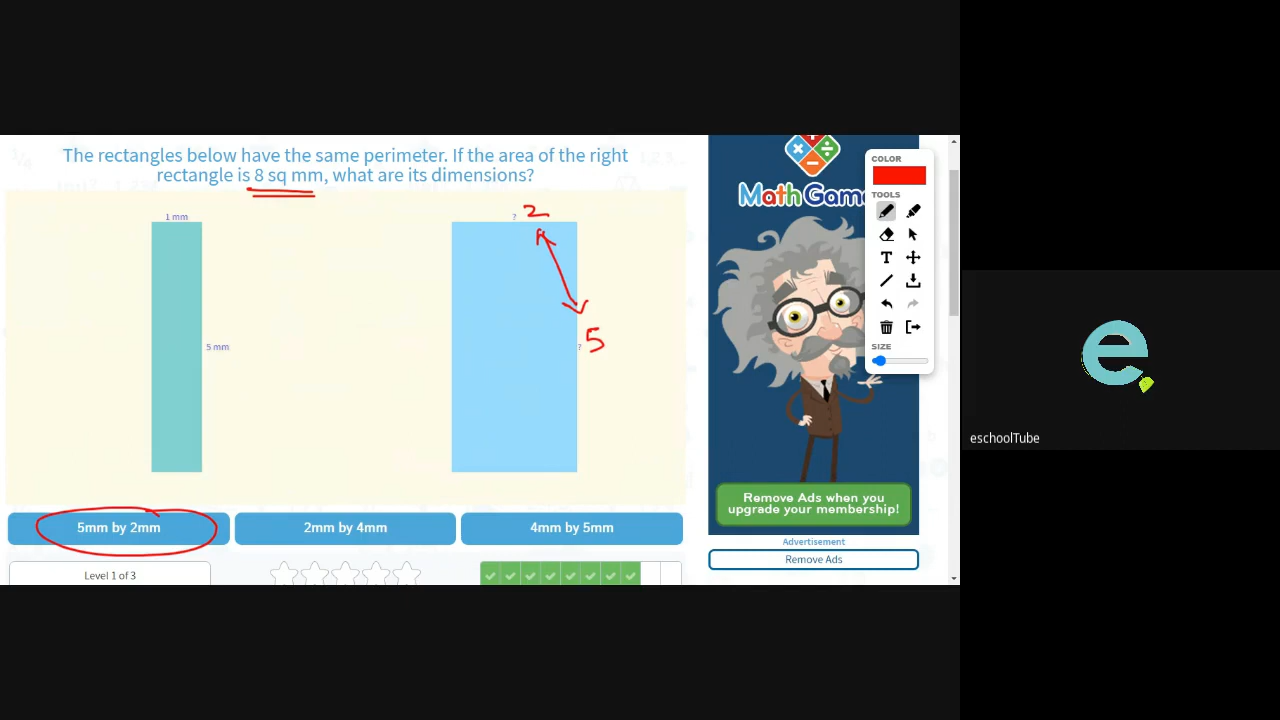 The rectangles below have the same perimeter. If the area of the right
rectangle is 8 sq mm, what are its dimensions?
1 mm
5 mm
?
2
?
5
5mm by 2mm
2mm by 4mm
4mm by 5mm
Level 1 of 3
Math Game
Remove Ads when you
upgrade your membership!
Advertisement
Remove Ads
COLOR
TOOLS
T
SIZE
e
eschoolTube